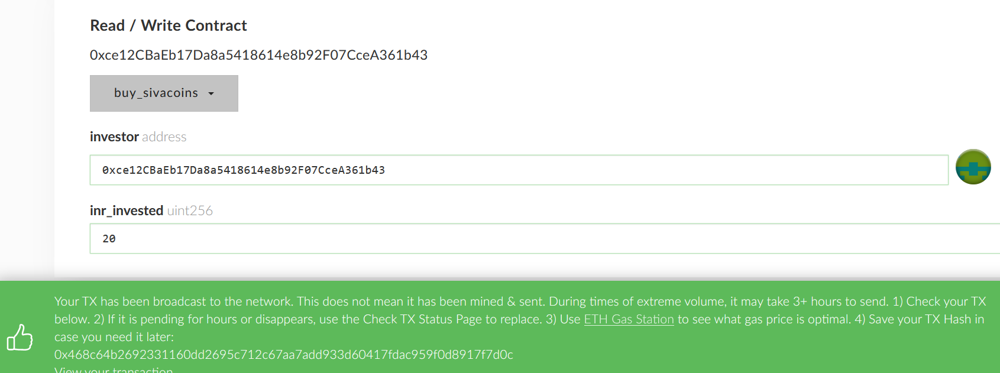 Read / Write Contract
0xce12CBaEb17Da8a5418614e8b92F07CceA361b43
buy_sivacoins
investor address
0xce12CBaEb17Da8a5418614e8b92F07CceA361b43
inr_invested uint256
20
Your TX has been broadcast to the network. This does not mean it has been mined & sent. During times of extreme volume, it may take 3+ hours to send. 1) Check your TX
below. 2) If it is pending for hours or disappears, use the Check TX Status Page to replace. 3) Use ETH Gas Station to see what gas price is optimal. 4) Save your TX Hash in
case you need it later:
0x468c64b2692331160dd2695c712c67aa7add933d60417fdac959f0d8917f7d0c
View your transaction